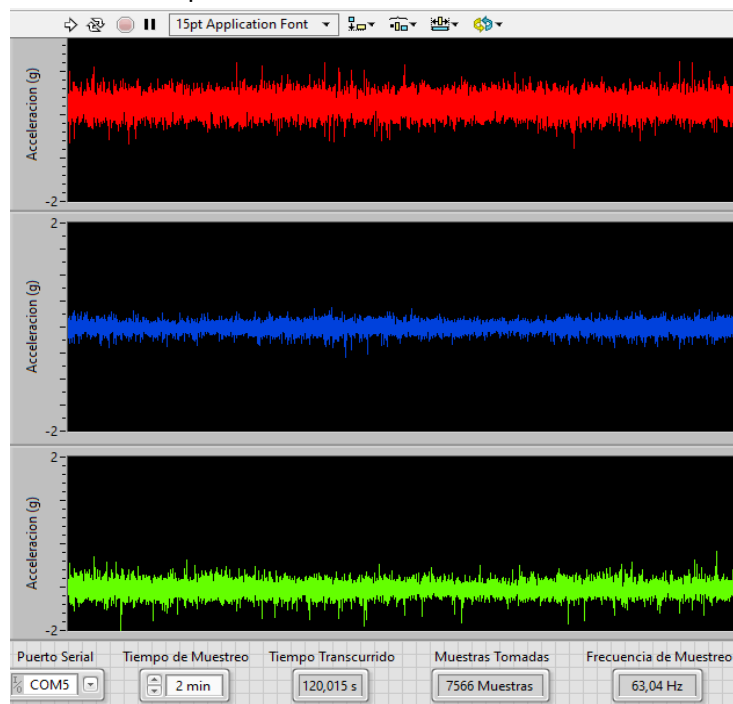 15pt Application Font
Acceleracion (g)
-2
2
Acceleracion (g)
-2
2
Acceleracion (g)
-2
Puerto Serial Tiempo de Muestreo Tiempo Transcurrido Muestras Tomadas Frecuencia de Muestreo
I/O COM5 2 min 120,015 s 7566 Muestras 63,04 Hz